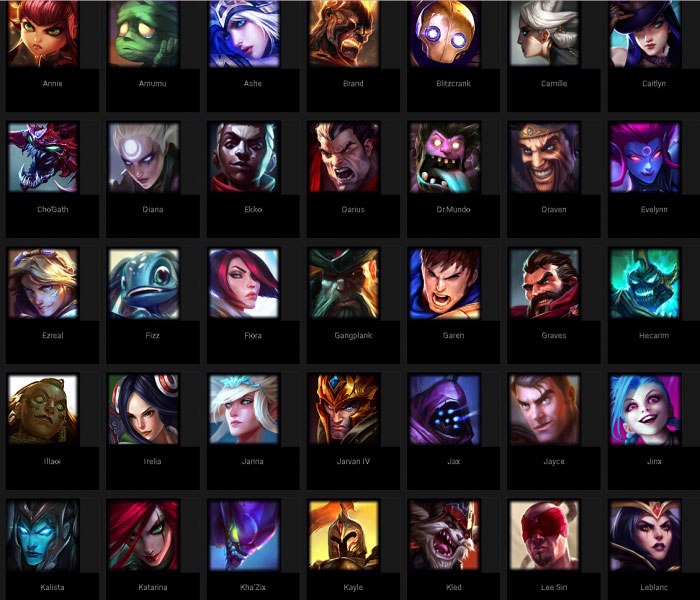 Annie Amumu Ashe Brand Blitzcrank Camille Caitlyn
Cho'Gath Diana Ekko Darius Dr.Mundo Draven Evelynn
Ezreal Fizz Fiora Gangplank Garen Graves Hecarim
Illaoi Irelia Janna Jarvan IV Jax Jayce Jinx
Kalista Katarina Kha'Zix Kayle Kled Lee Sin Leblanc